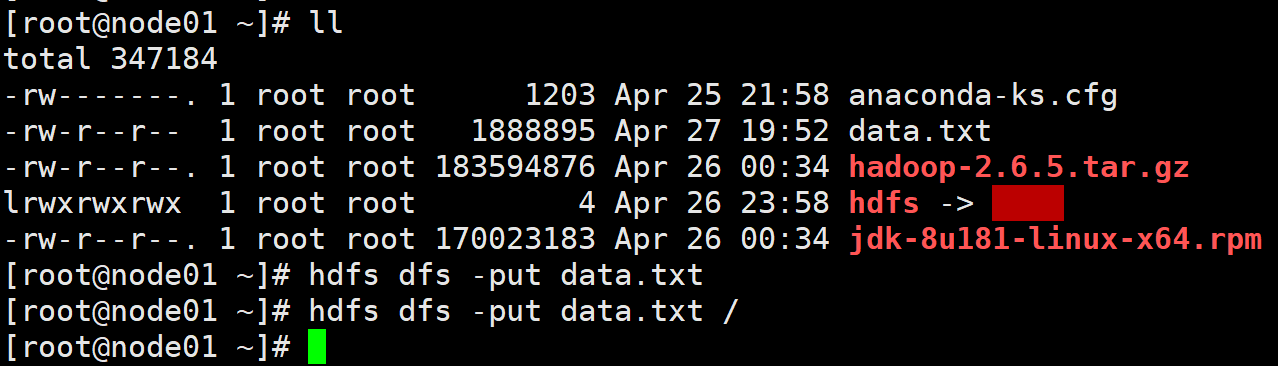 [root@node01 ~]# ll
total 347184
-rw-------. 1 root root      1203 Apr 25 21:58 anaconda-ks.cfg
-rw-r--r--  1 root root   1888895 Apr 27 19:52 data.txt
-rw-r--r--. 1 root root 183594876 Apr 26 00:34 hadoop-2.6.5.tar.gz
lrwxrwxrwx  1 root root         4 Apr 26 23:58 hdfs ->
-rw-r--r--. 1 root root 170023183 Apr 26 00:34 jdk-8u181-linux-x64.rpm
[root@node01 ~]# hdfs dfs -put data.txt
[root@node01 ~]# hdfs dfs -put data.txt /
[root@node01 ~]#